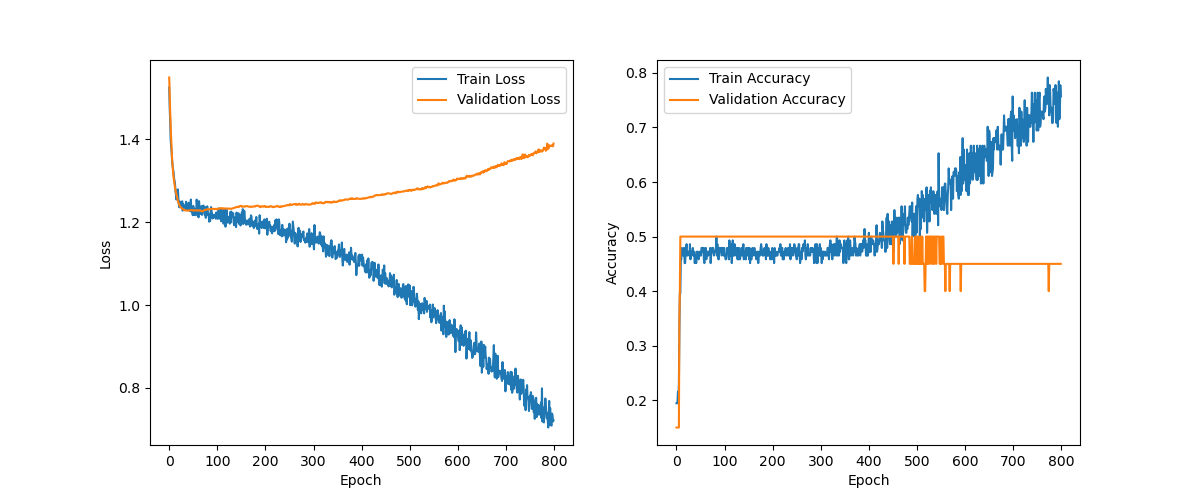 Train Loss
Validation Loss
1.4
1.2
1.0
0.8
Loss
0 100 200 300 400 500 600 700 800
Epoch
Train Accuracy
Validation Accuracy
0.8
0.7
0.6
0.5
0.4
0.3
0.2
Accuracy
0 100 200 300 400 500 600 700 800
Epoch